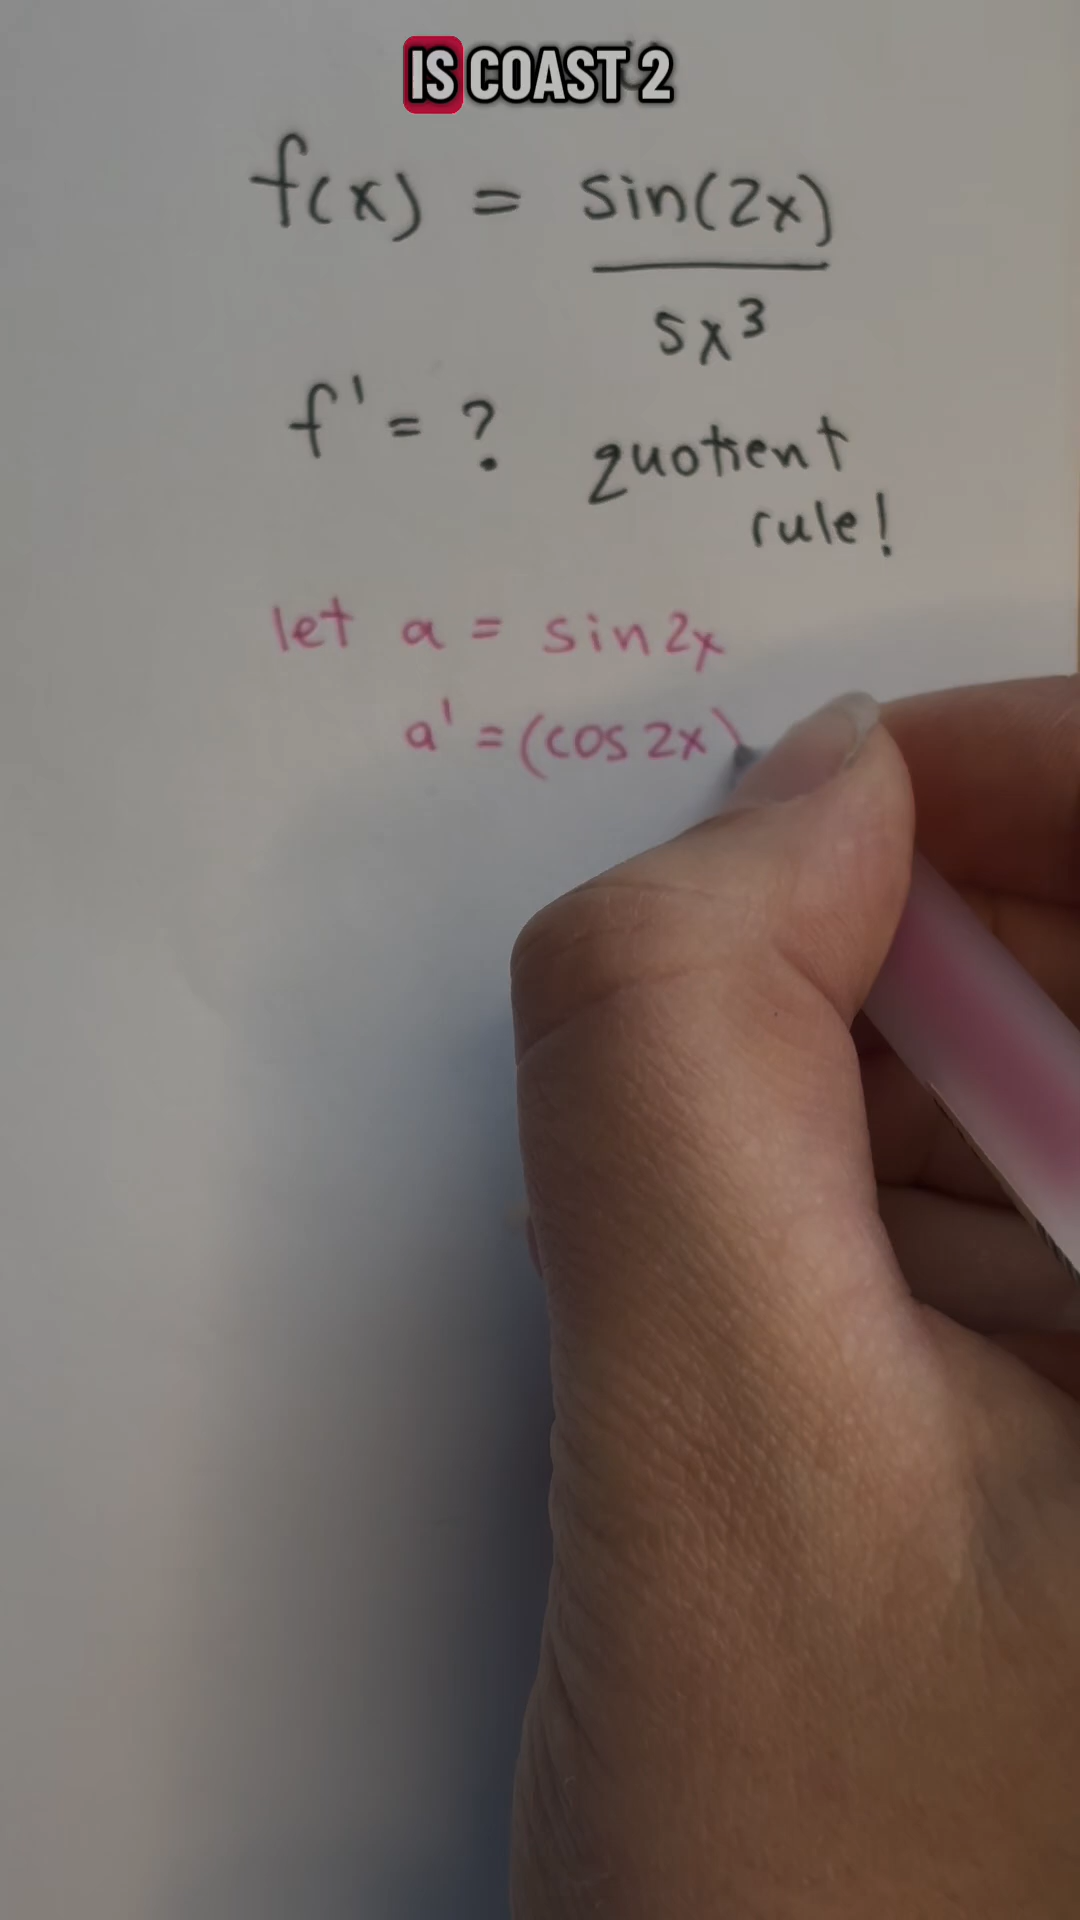 IS COAST 2
f(x) = sin(2x)
5x³
f' = ?
quotient
rule!
let a = sin 2x
a' = (cos 2x)